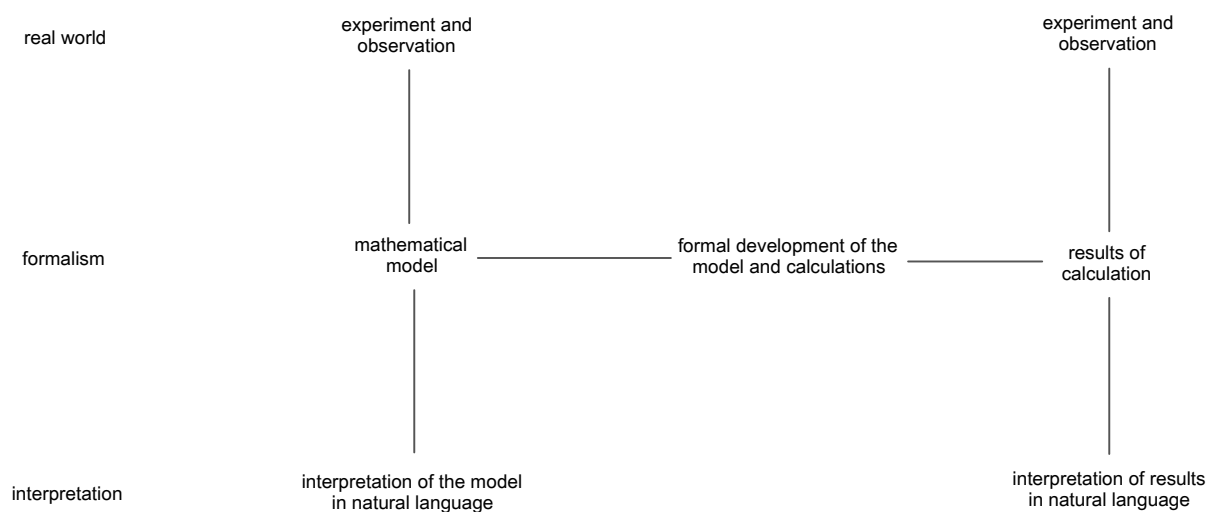 real world
experiment and
observation
experiment and
observation
formalism
mathematical
model
formal development of the
model and calculations
results of
calculation
interpretation
interpretation of the model
in natural language
interpretation of results
in natural language